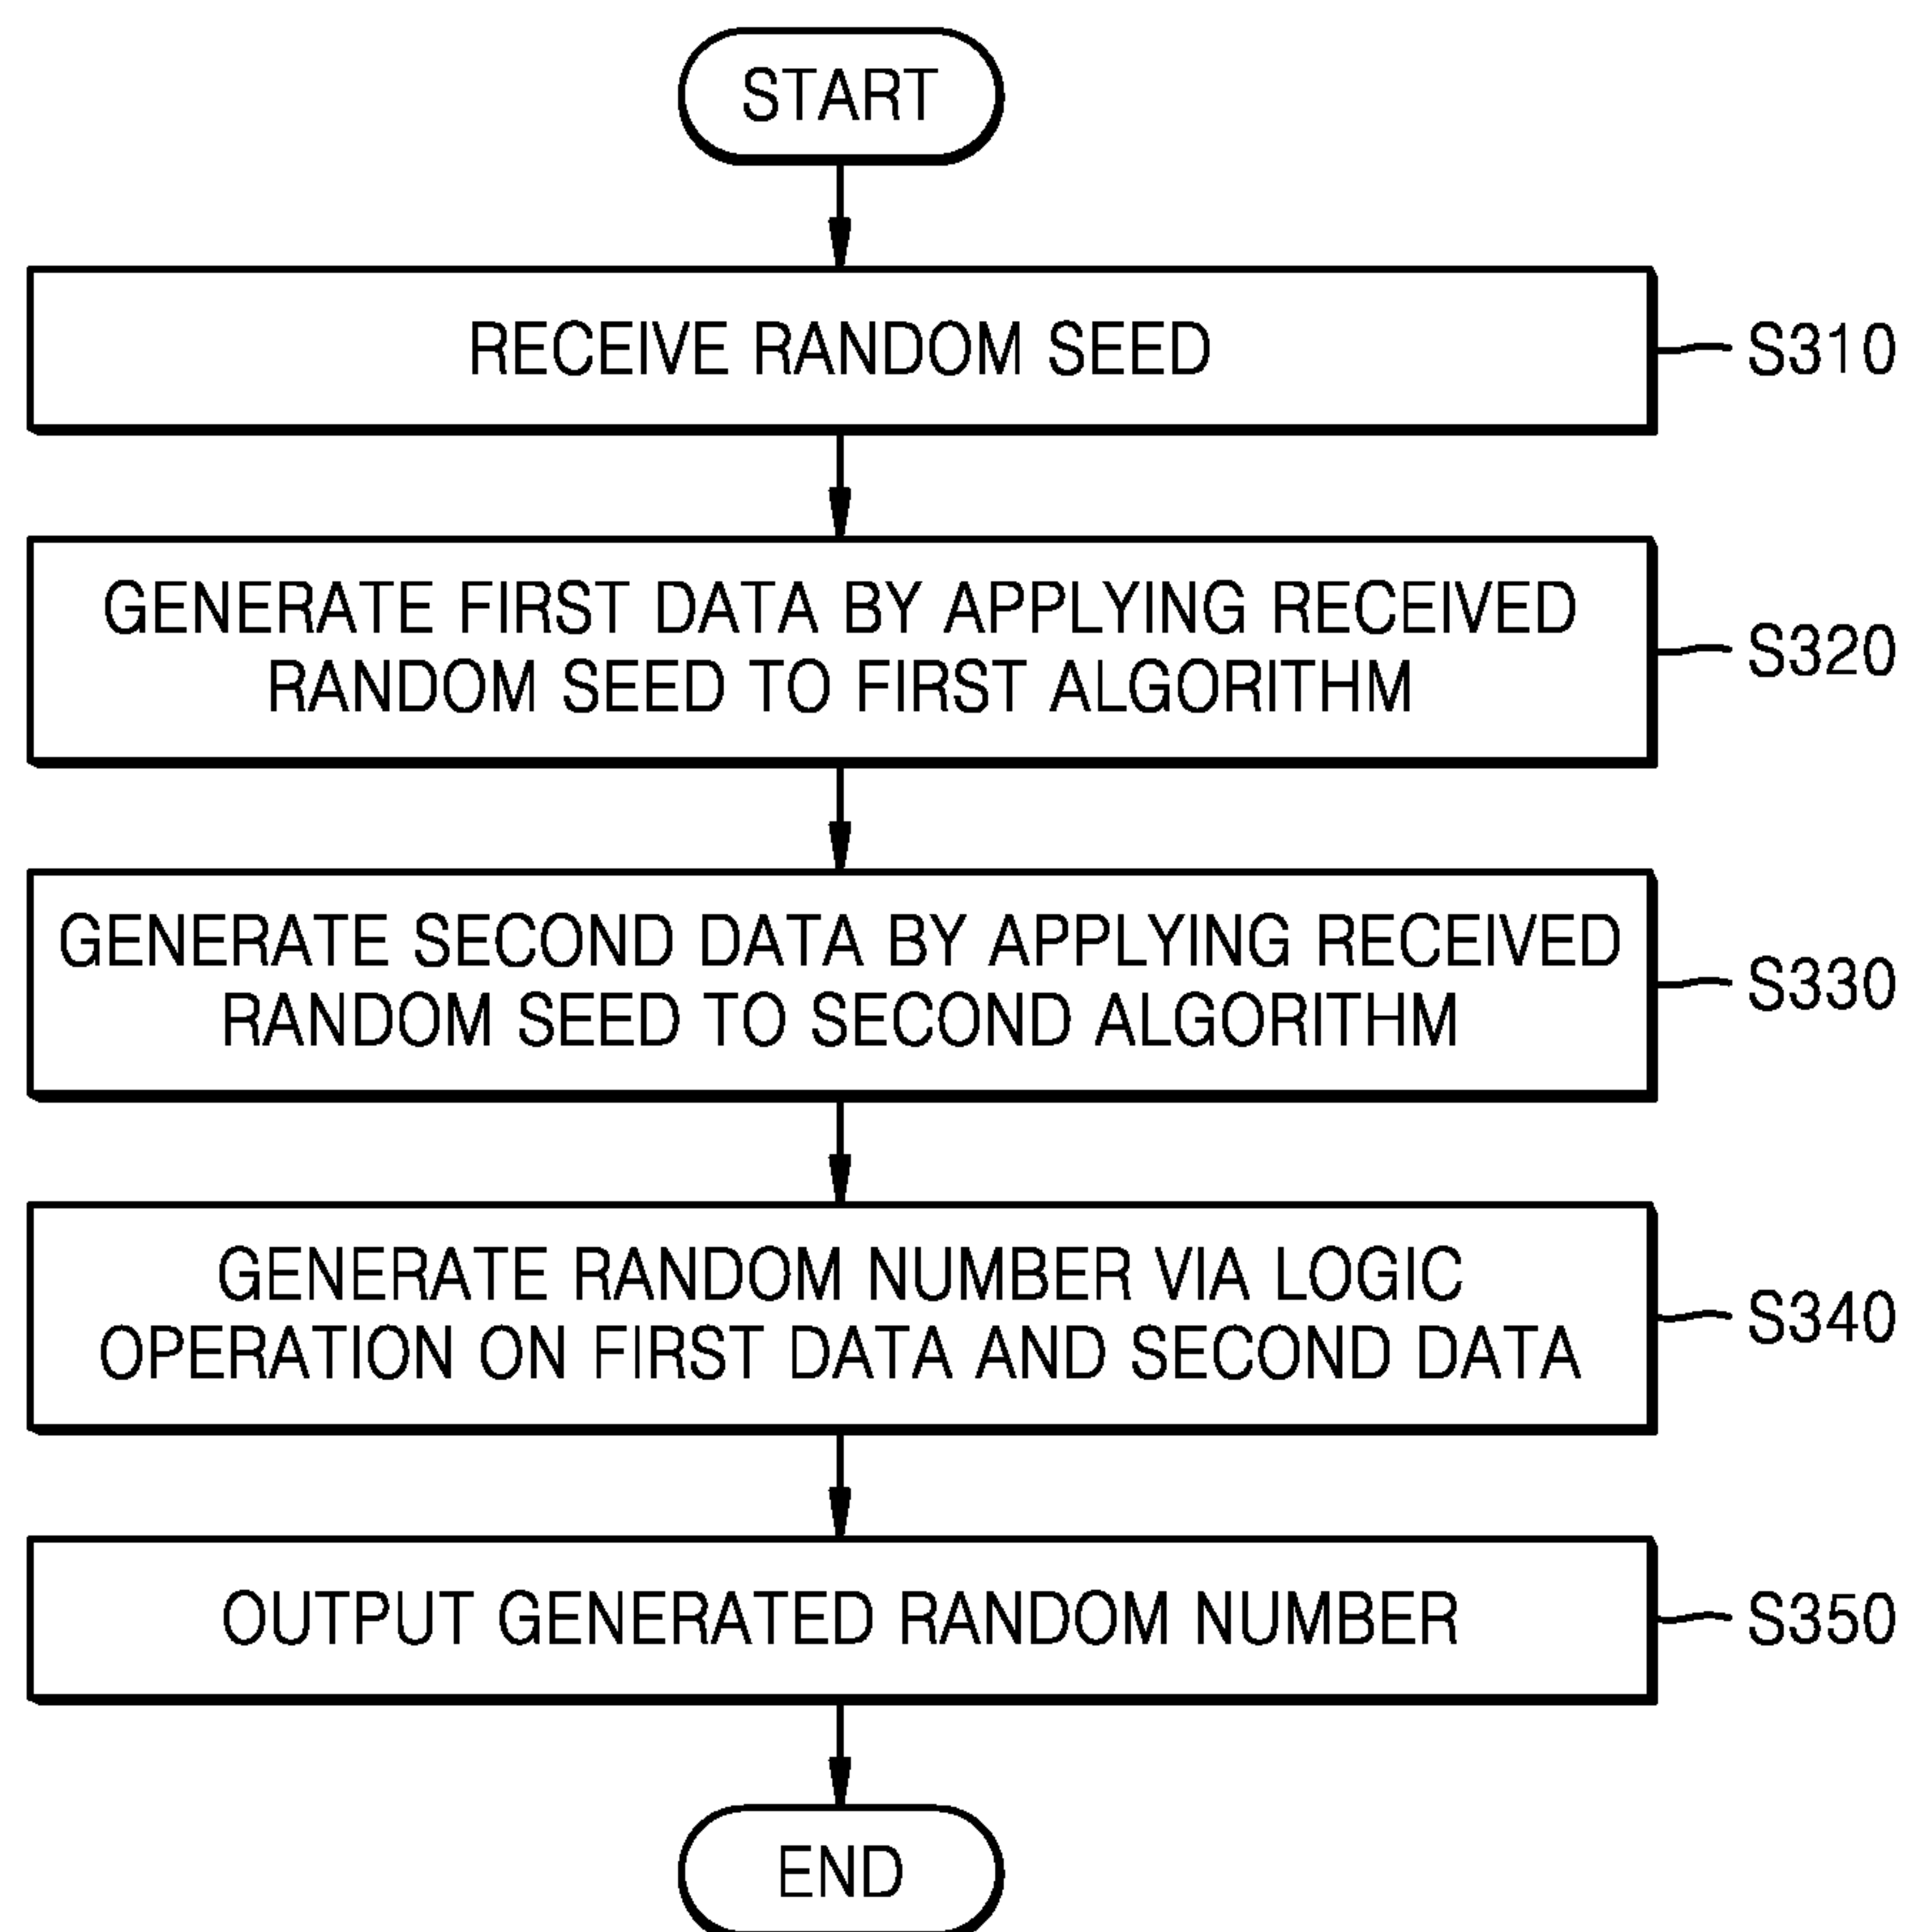 START
RECEIVE RANDOM SEED
S310
GENERATE FIRST DATA BY APPLYING RECEIVED
RANDOM SEED TO FIRST ALGORITHM
S320
GENERATE SECOND DATA BY APPLYING RECEIVED
RANDOM SEED TO SECOND ALGORITHM
S330
GENERATE RANDOM NUMBER VIA LOGIC
OPERATION ON FIRST DATA AND SECOND DATA
S340
OUTPUT GENERATED RANDOM NUMBER
S350
END